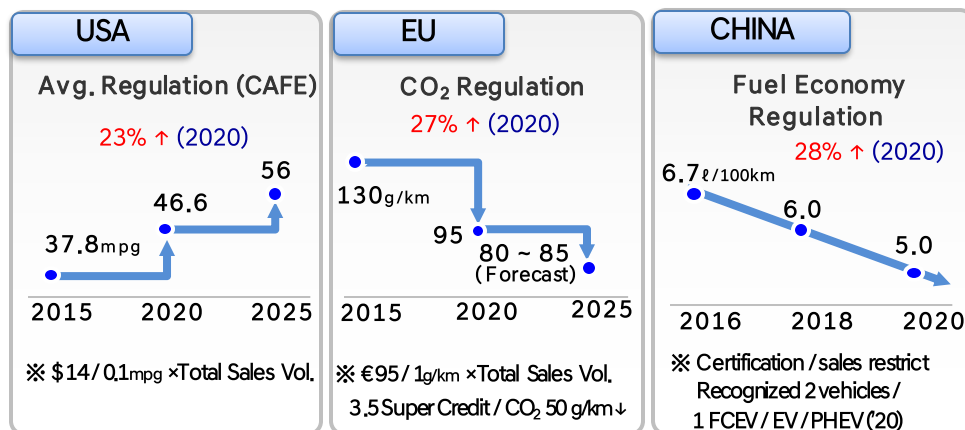 USA
Avg. Regulation (CAFE)
23% ↑ (2020)
56
46.6
37.8mpg
2015 2020 2025
※ $14 / 0.1mpg ×Total Sales Vol.
EU
CO₂ Regulation
27% ↑ (2020)
130g/km
95
80 ~ 85
(Forecast)
2015 2020 2025
※ €95 / 1g/km ×Total Sales Vol.
3.5 Super Credit / CO₂ 50 g/km↓
CHINA
Fuel Economy
Regulation
28% ↑ (2020)
6.7ℓ/100km
6.0
5.0
2016 2018 2020
※ Certification / sales restrict
Recognized 2 vehicles /
1 FCEV / EV / PHEV ('20)